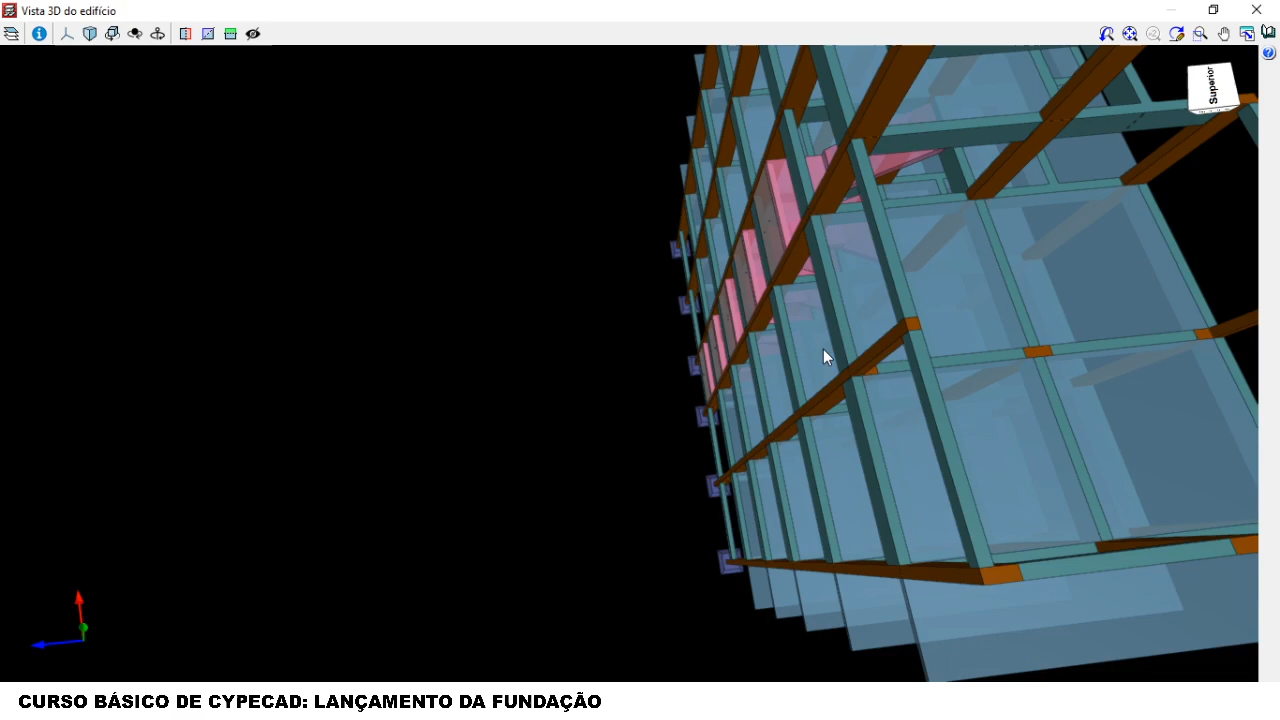 Vista 3D do edifício
Superior
CURSO BÁSICO DE CYPECAD: LANÇAMENTO DA FUNDAÇÃO